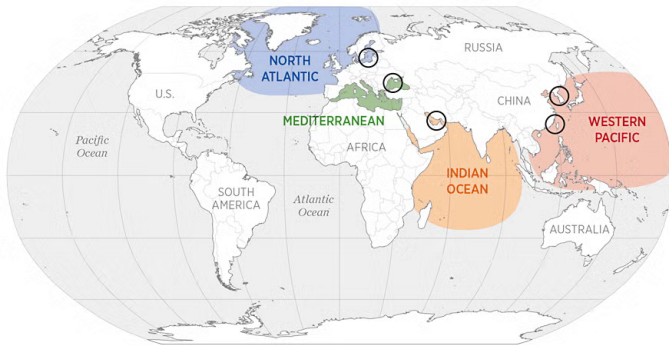 RUSSIA
NORTH
ATLANTIC
U.S.
CHINA
MEDITERRANEAN
WESTERN
PACIFIC
Pacific
Ocean
AFRICA
INDIAN
OCEAN
SOUTH
AMERICA
Atlantic
Ocean
AUSTRALIA